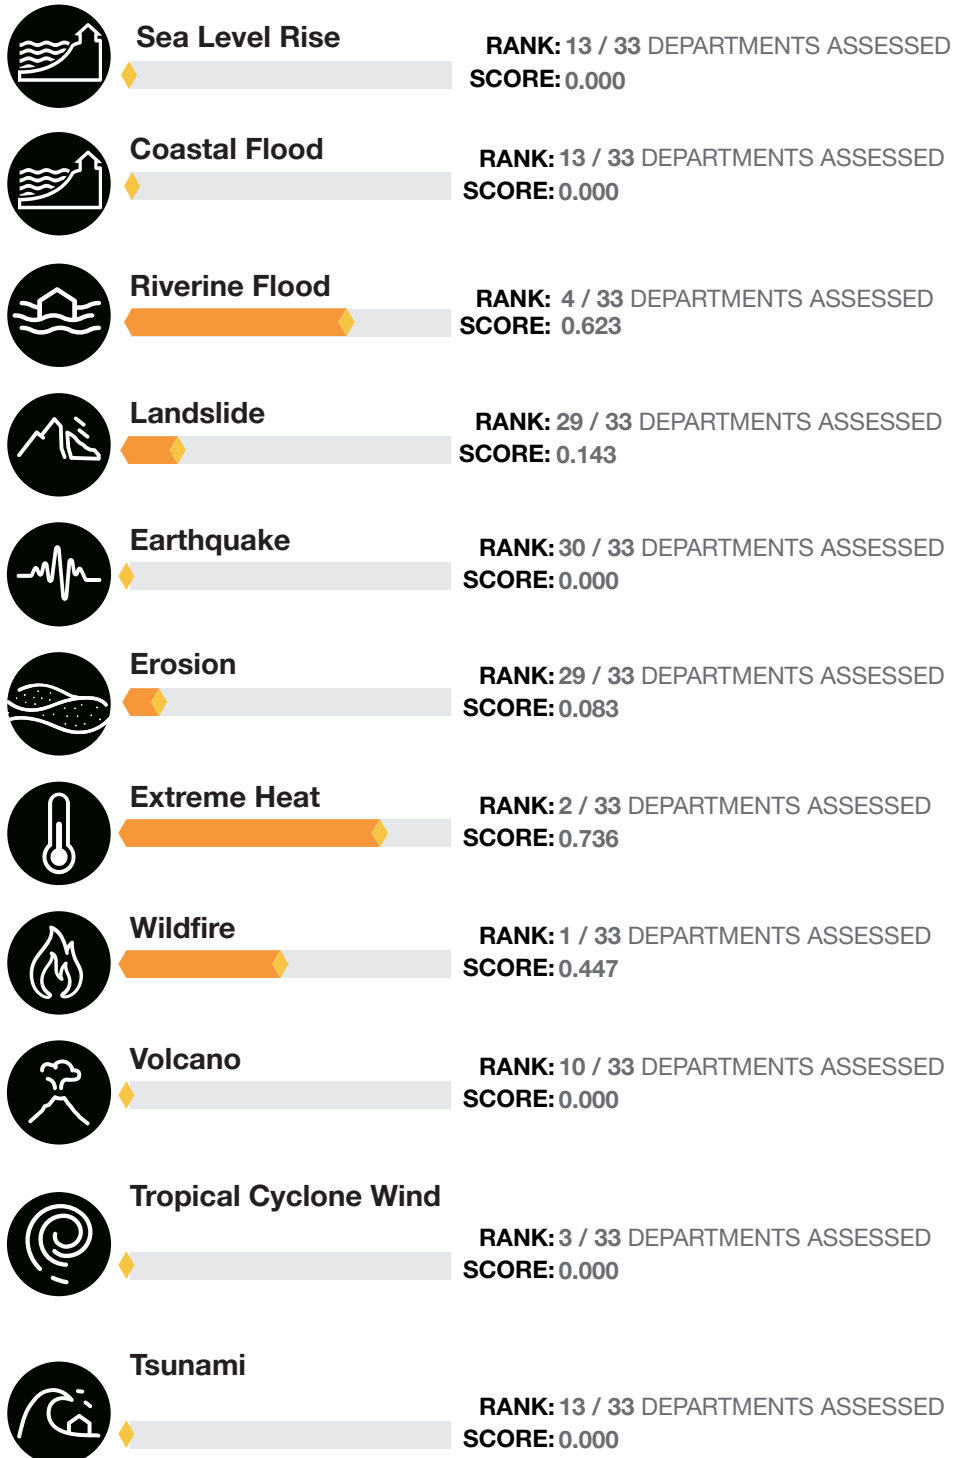 Sea Level Rise
RANK: 13 / 33 DEPARTMENTS ASSESSED
SCORE: 0.000
Coastal Flood
RANK: 13 / 33 DEPARTMENTS ASSESSED
SCORE: 0.000
Riverine Flood
RANK: 4 / 33 DEPARTMENTS ASSESSED
SCORE: 0.623
Landslide
RANK: 29 / 33 DEPARTMENTS ASSESSED
SCORE: 0.143
Earthquake
RANK: 30 / 33 DEPARTMENTS ASSESSED
SCORE: 0.000
Erosion
RANK: 29 / 33 DEPARTMENTS ASSESSED
SCORE: 0.083
Extreme Heat
RANK: 2 / 33 DEPARTMENTS ASSESSED
SCORE: 0.736
Wildfire
RANK: 1 / 33 DEPARTMENTS ASSESSED
SCORE: 0.447
Volcano
RANK: 10 / 33 DEPARTMENTS ASSESSED
SCORE: 0.000
Tropical Cyclone Wind
RANK: 3 / 33 DEPARTMENTS ASSESSED
SCORE: 0.000
Tsunami
RANK: 13 / 33 DEPARTMENTS ASSESSED
SCORE: 0.000